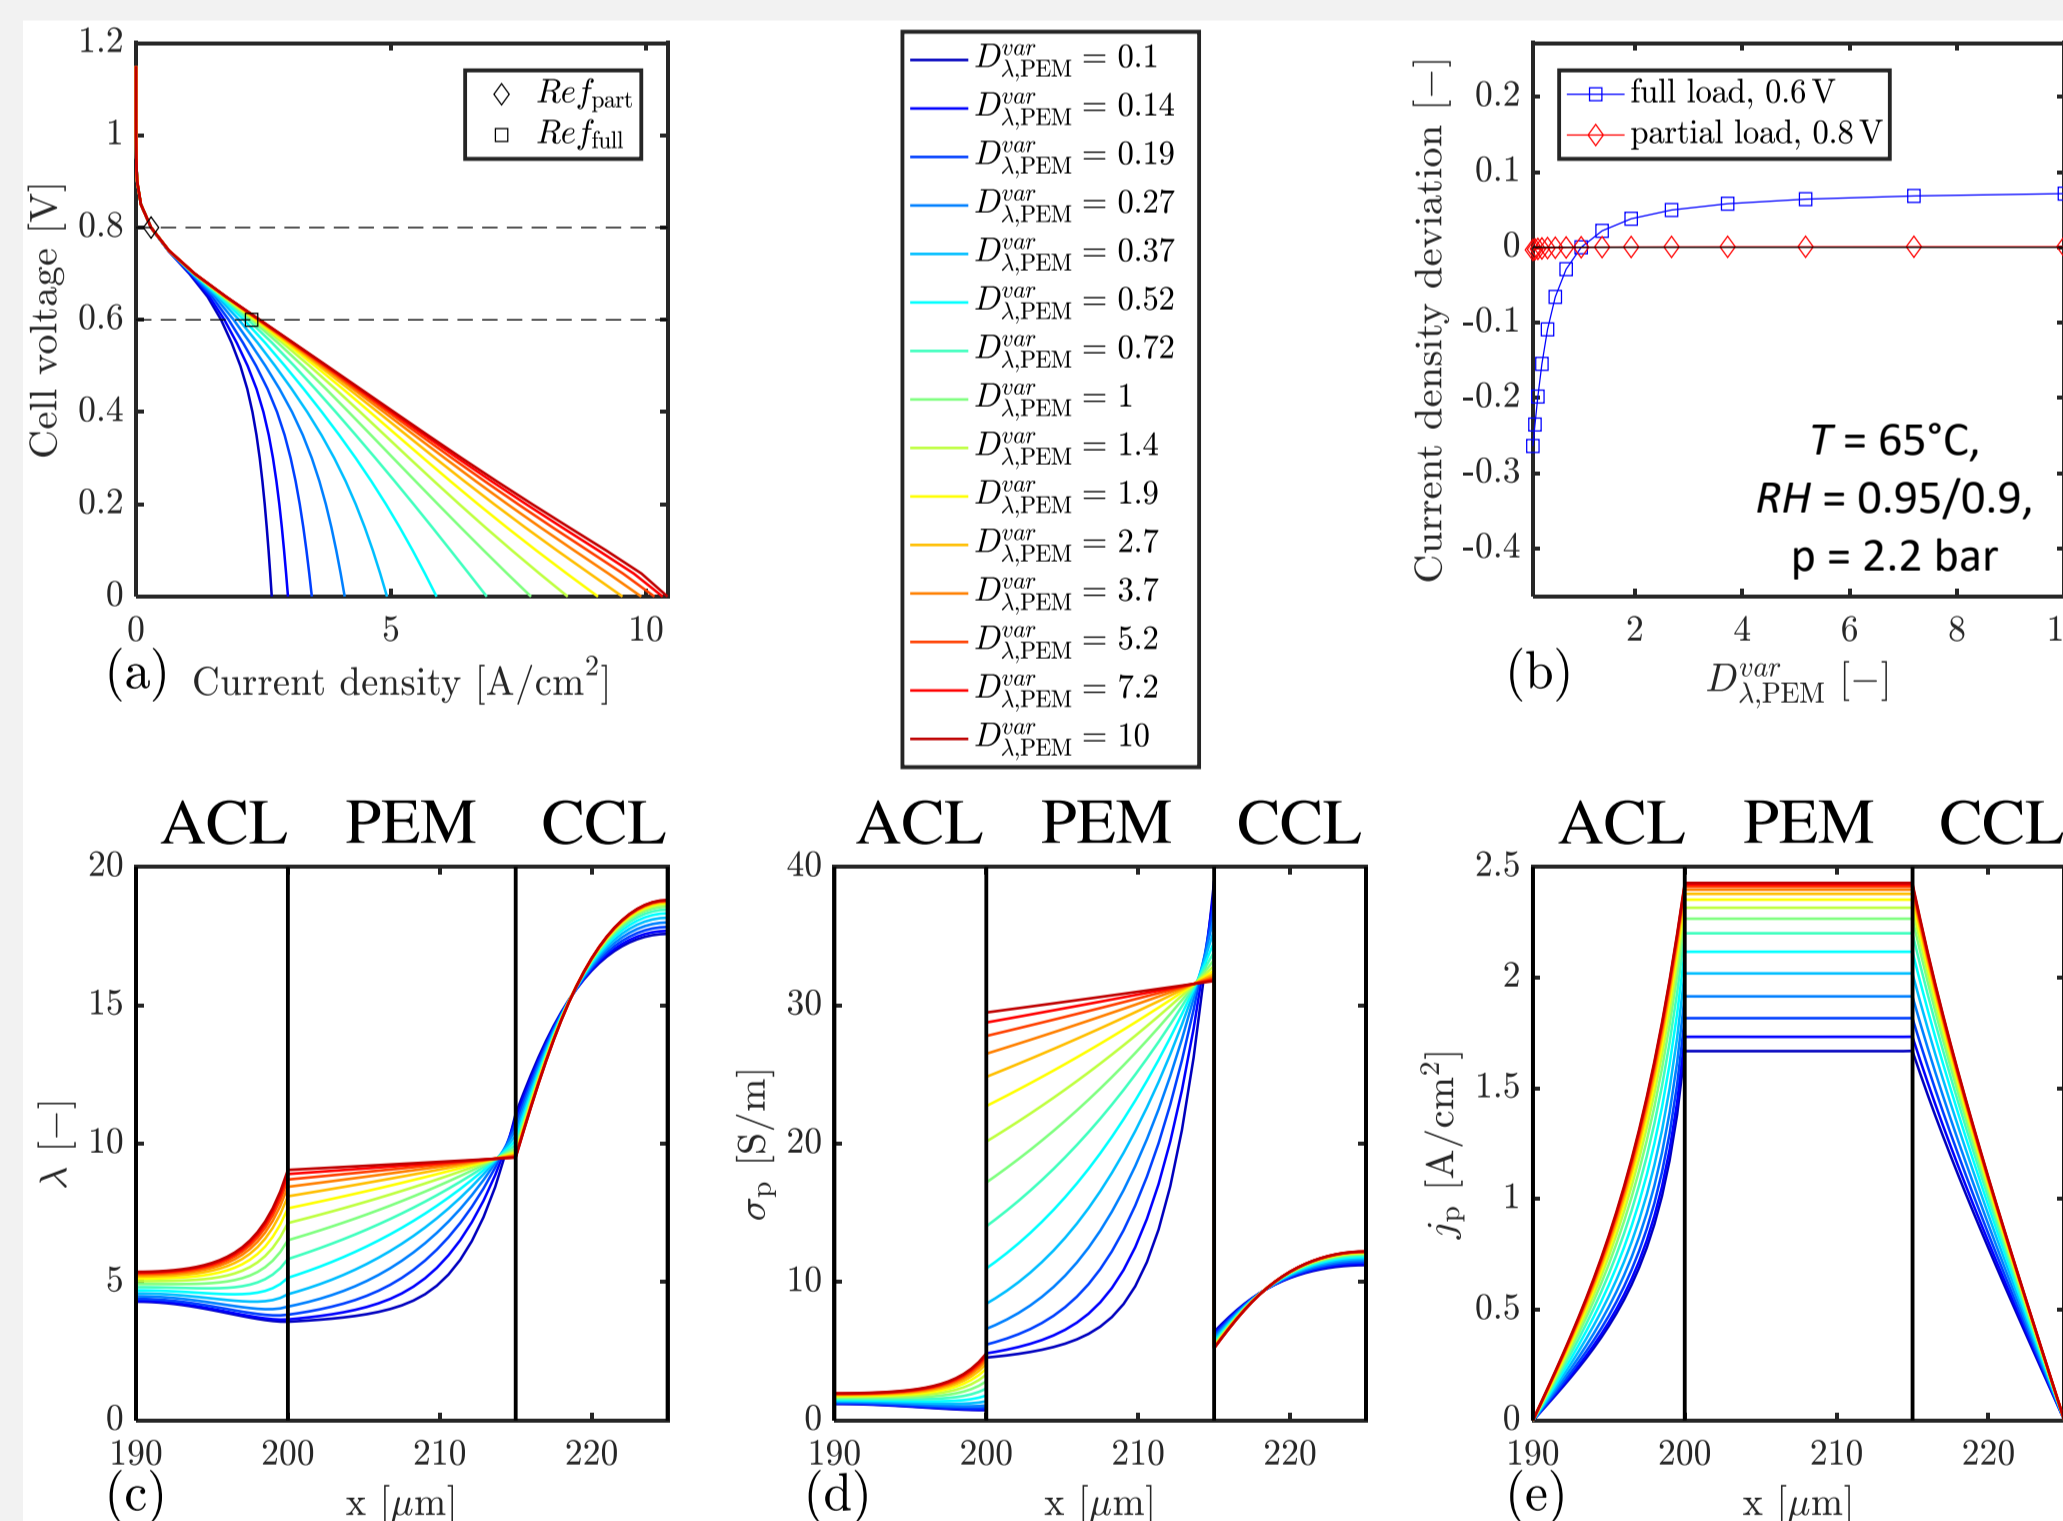 1.2
1
0.8
0.6
0.4
0.2
0
0
5
10
Cell voltage [V]
Ref_part
Ref_full
(a)
Current density [A/cm²]
D^var_λ,PEM = 0.1
D^var_λ,PEM = 0.14
D^var_λ,PEM = 0.19
D^var_λ,PEM = 0.27
D^var_λ,PEM = 0.37
D^var_λ,PEM = 0.52
D^var_λ,PEM = 0.72
D^var_λ,PEM = 1
D^var_λ,PEM = 1.4
D^var_λ,PEM = 1.9
D^var_λ,PEM = 2.7
D^var_λ,PEM = 3.7
D^var_λ,PEM = 5.2
D^var_λ,PEM = 7.2
D^var_λ,PEM = 10
Current density deviation [−]
0.2
0.1
0
-0.1
-0.2
-0.3
-0.4
full load, 0.6 V
partial load, 0.8 V
T = 65°C,
RH = 0.95/0.9,
p = 2.2 bar
2
4
6
8
1
(b)
D^var_λ,PEM [−]
ACL PEM CCL
20
15
10
5
0
λ [−]
190 200 210 220
(c)
x [μm]
ACL PEM CCL
40
30
20
10
0
σ_p [S/m]
190 200 210 220
(d)
x [μm]
ACL PEM CCL
2.5
2
1.5
1
0.5
0
j_p [A/cm²]
190 200 210 220
(e)
x [μm]